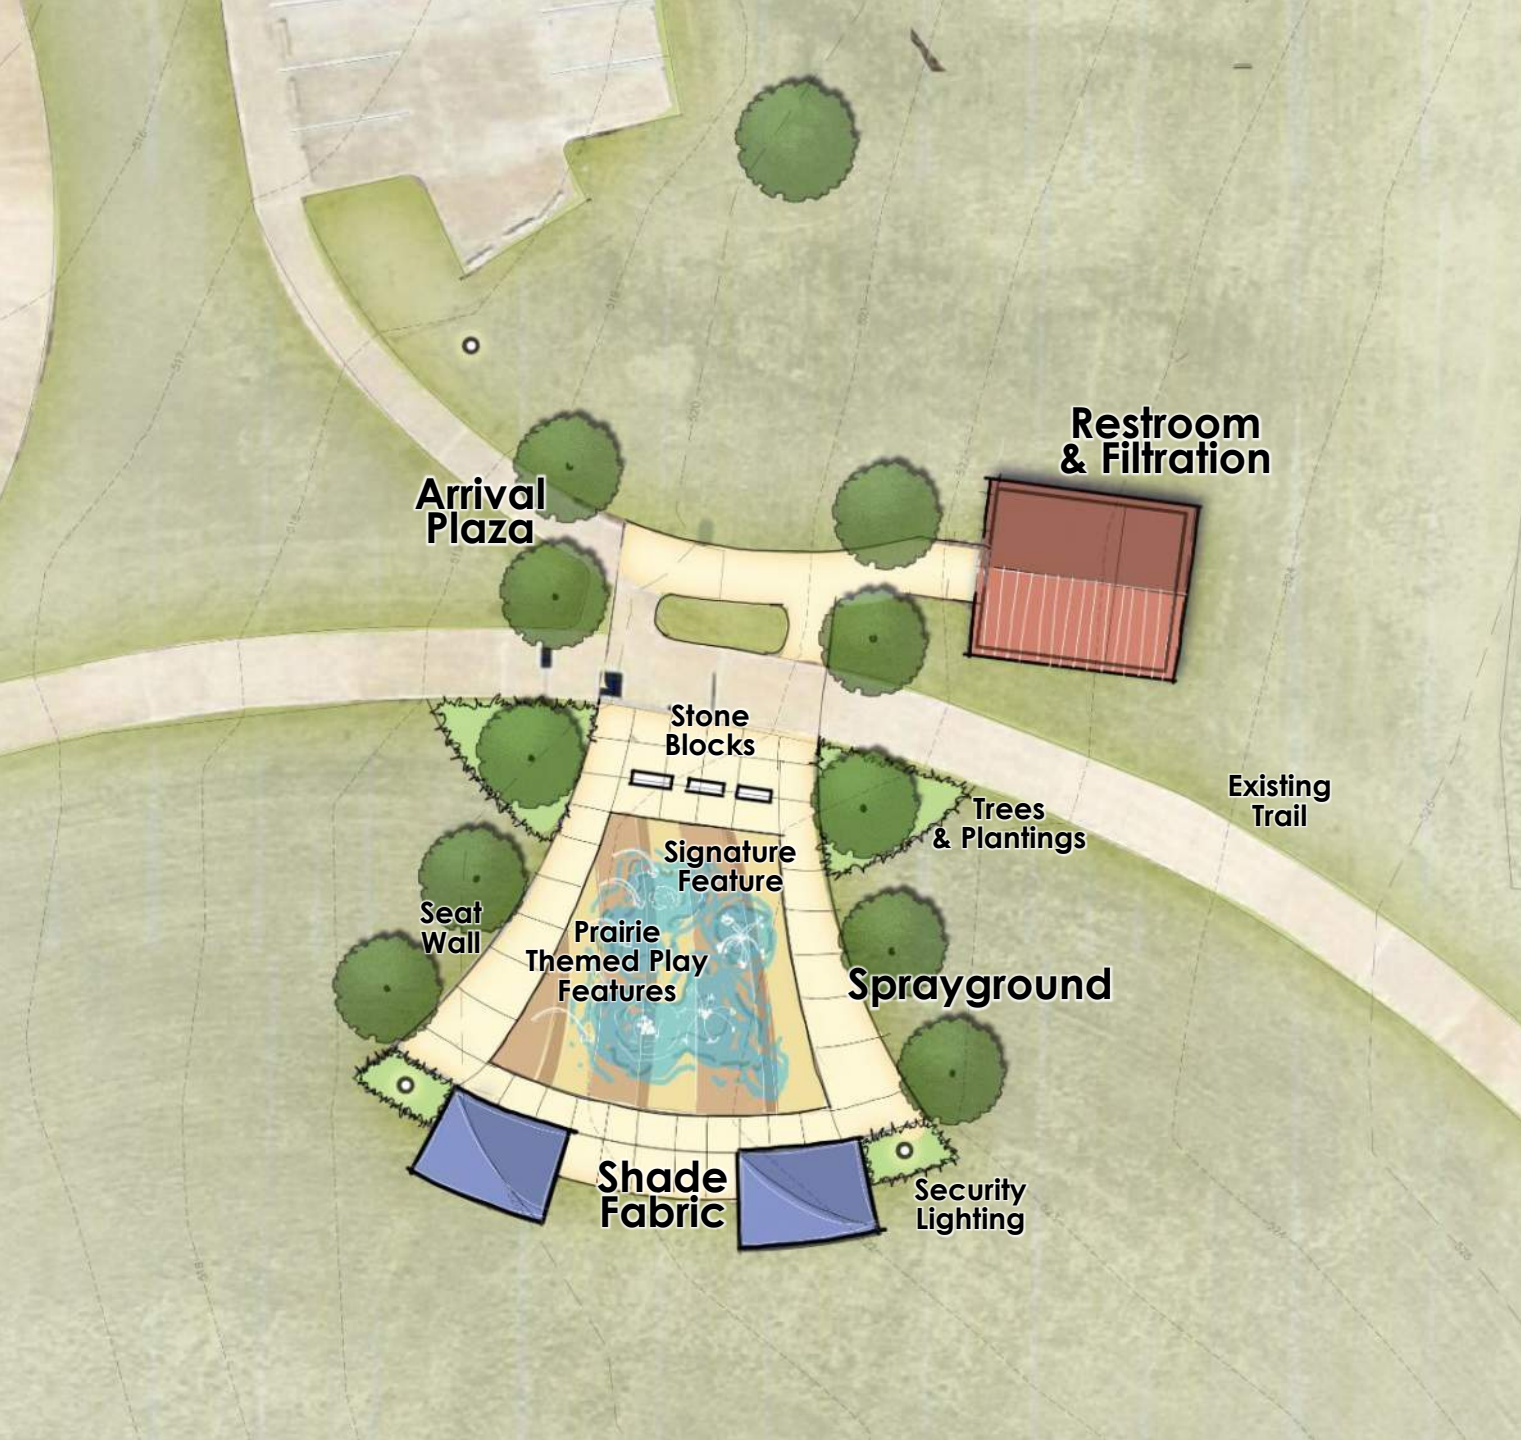 Restroom
& Filtration
Arrival
Plaza
Stone
Blocks
Existing
Trail
Trees
& Plantings
Signature
Feature
Seat
Wall
Prairie
Themed Play
Features
Sprayground
Shade
Fabric
Security
Lighting